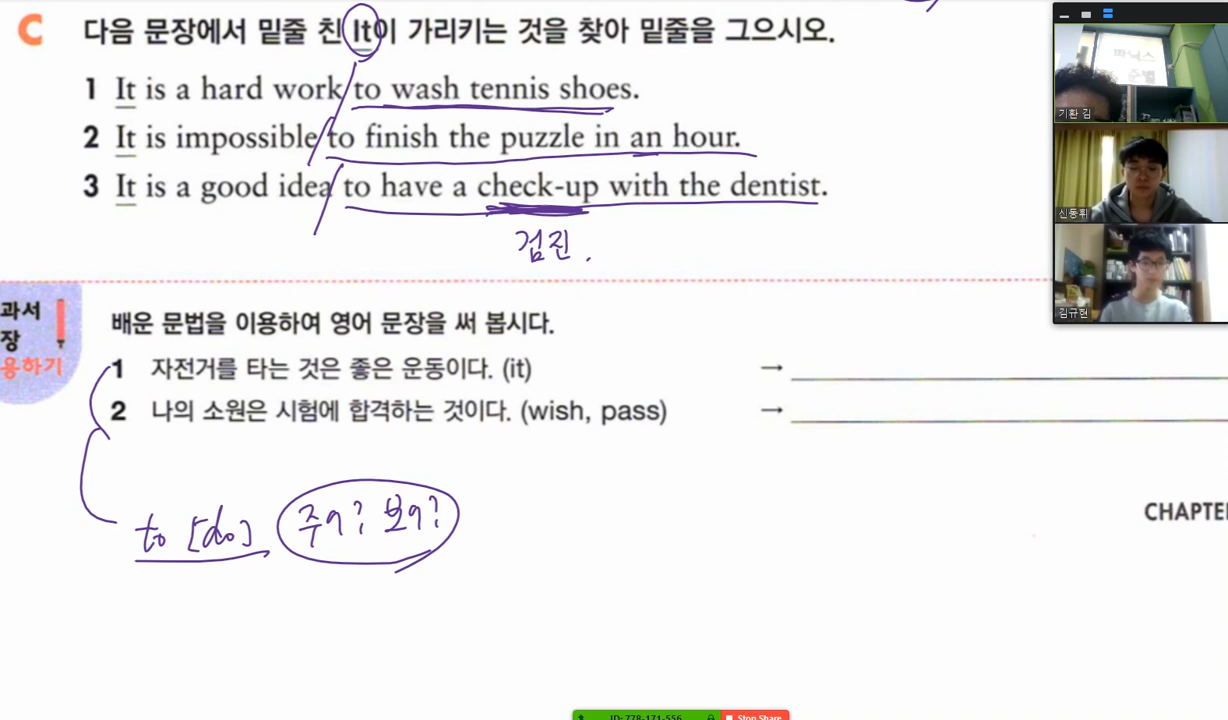 C 다음 문장에서 밑줄 친 It이 가리키는 것을 찾아 밑줄을 그으시오.
1 It is a hard work to wash tennis shoes.
2 It is impossible to finish the puzzle in an hour.
3 It is a good idea to have a check-up with the dentist.
검진.
과서
장
용하기
배운 문법을 이용하여 영어 문장을 써 봅시다.
1 자전거를 타는 것은 좋은 운동이다. (it) →
2 나의 소원은 시험에 합격하는 것이다. (wish, pass) →
to [do] 주어? 보어?
CHAPTE
기환 김
신동휘
김규헌
ID: 778-171-556 Stop Share